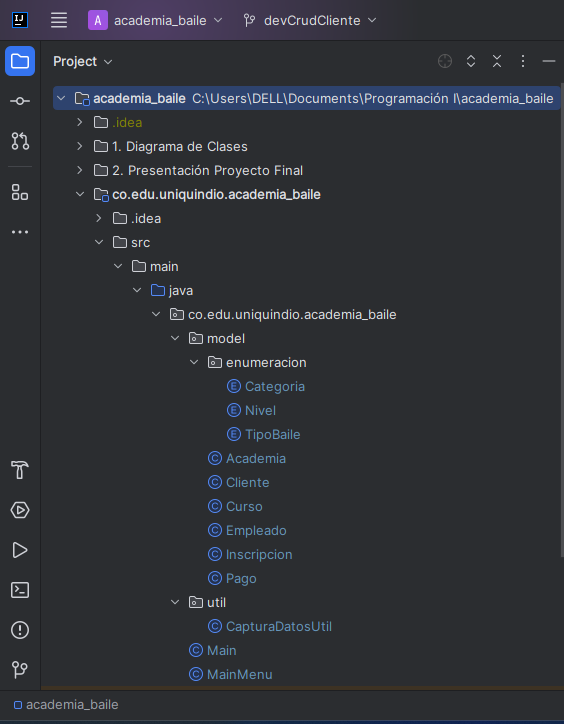 IJ A academia_baile devCrudCliente
Project
academia_baile C:\Users\DELL\Documents\Programación I\academia_baile
.idea
1. Diagrama de Clases
2. Presentación Proyecto Final
co.edu.uniquindio.academia_baile
.idea
src
main
java
co.edu.uniquindio.academia_baile
model
enumeracion
E Categoria
E Nivel
E TipoBaile
C Academia
C Cliente
C Curso
C Empleado
C Inscripcion
C Pago
util
C CapturaDatosUtil
C Main
C MainMenu
academia_baile